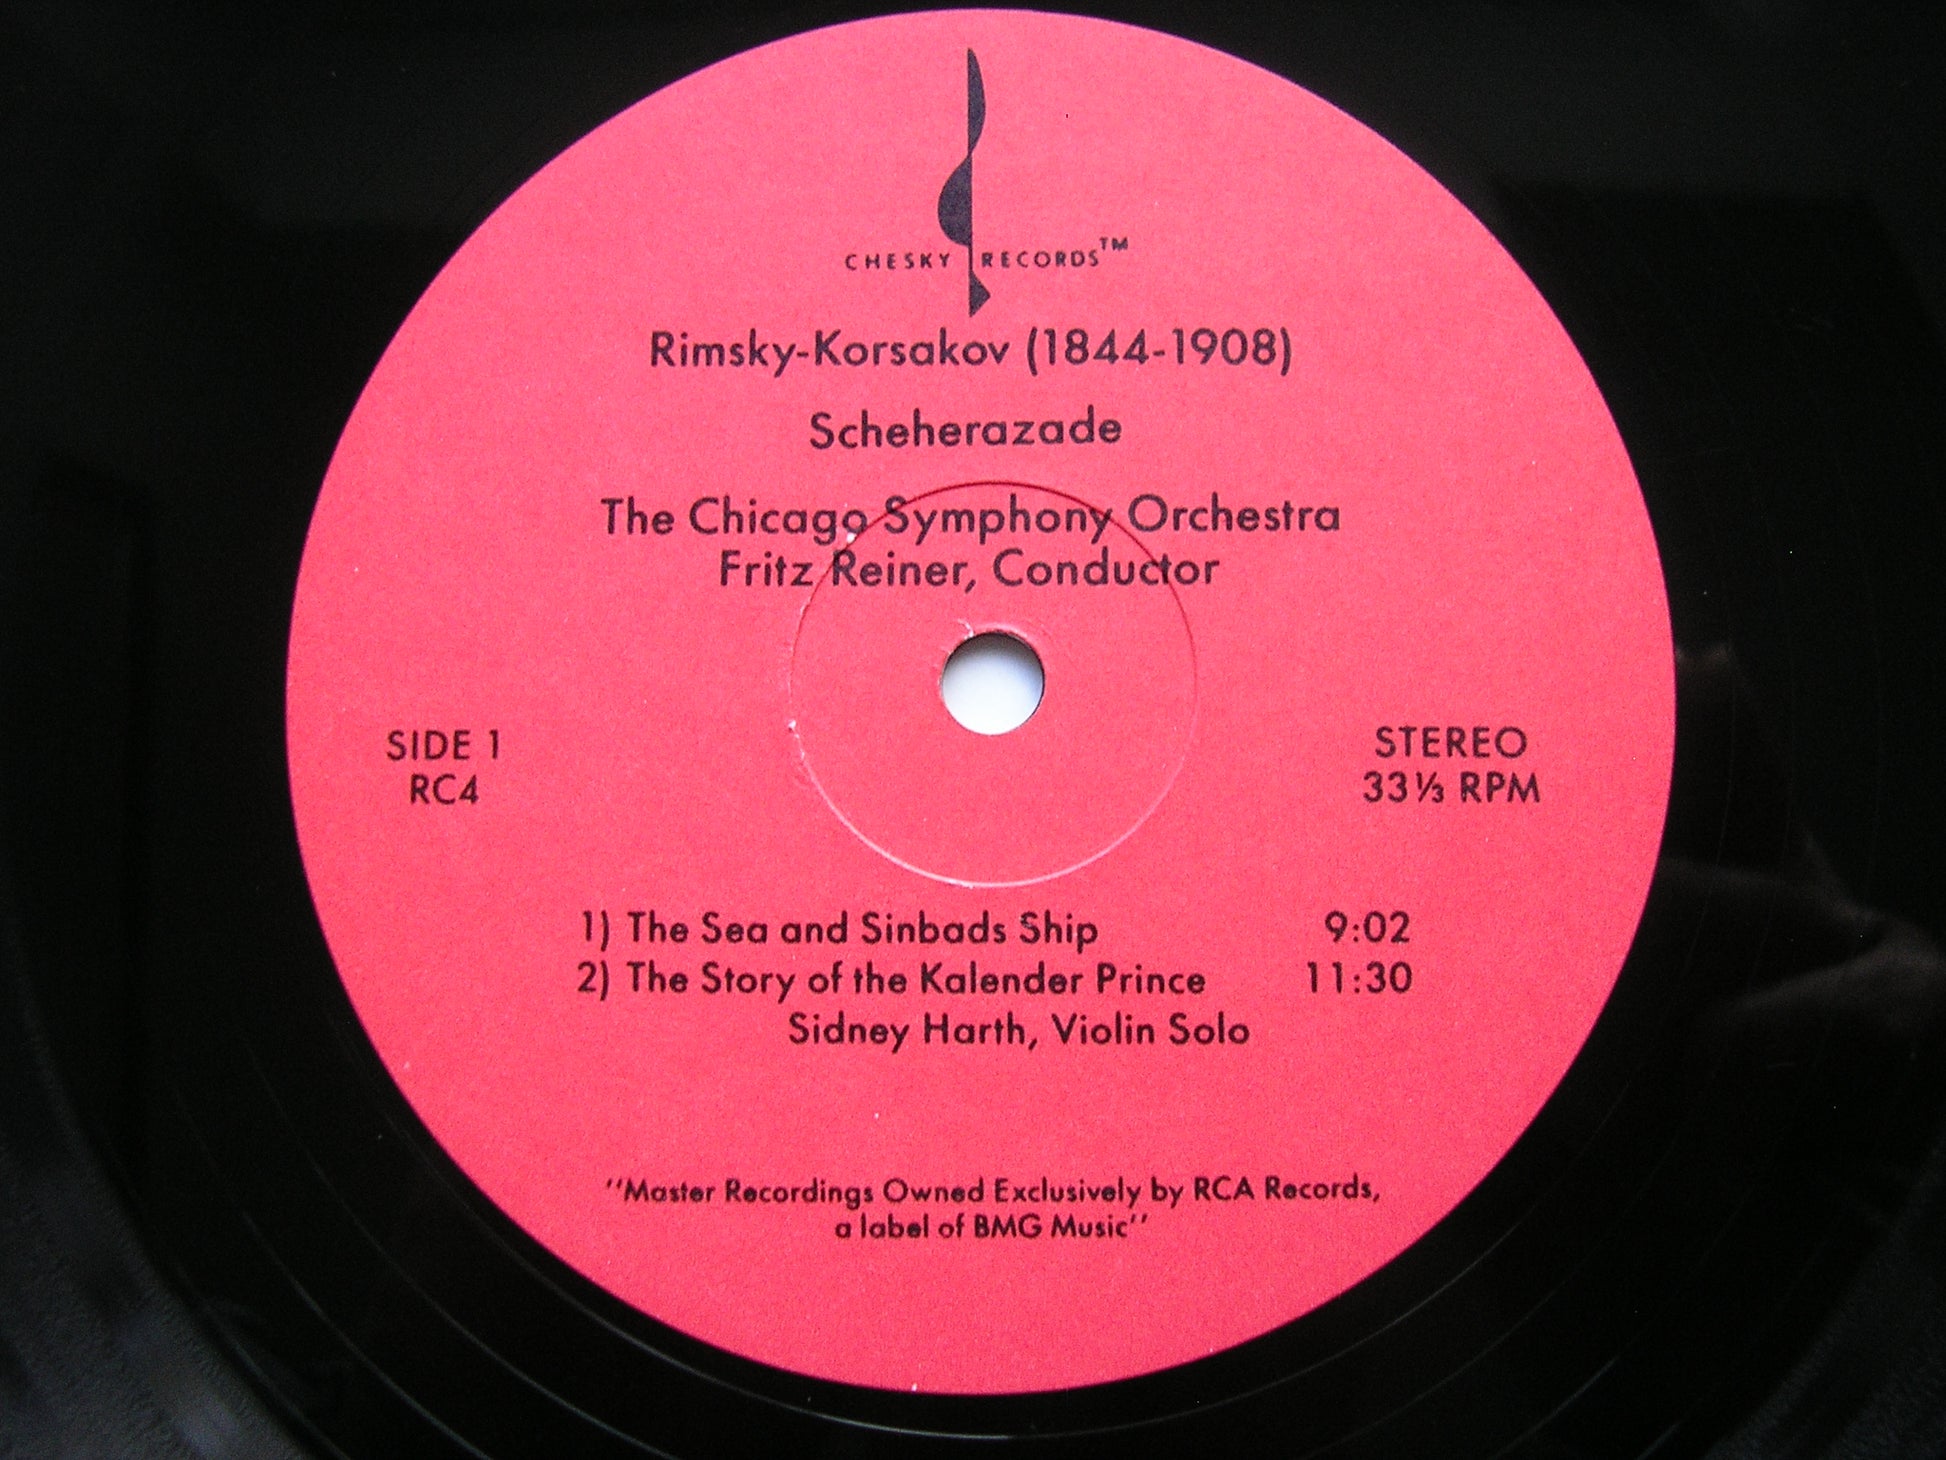 CHESKY RECORDS™
Rimsky-Korsakov (1844-1908)
Scheherazade
The Chicago Symphony Orchestra
Fritz Reiner, Conductor
SIDE 1
RC4
STEREO
33⅓ RPM
1) The Sea and Sinbads Ship 9:02
2) The Story of the Kalender Prince 11:30
Sidney Harth, Violin Solo
''Master Recordings Owned Exclusively by RCA Records,
a label of BMG Music''